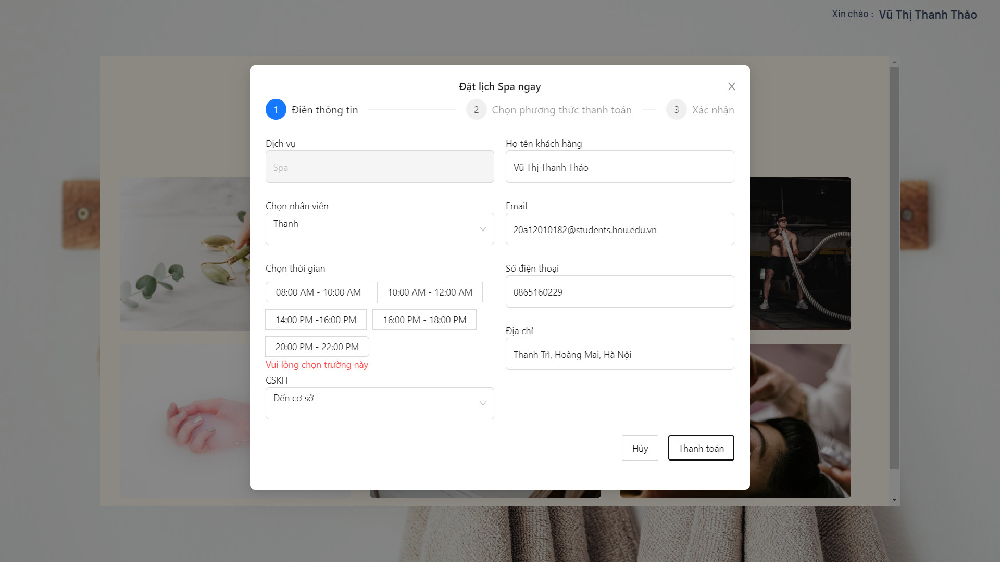 Xin chào : Vũ Thị Thanh Thảo
Đặt lịch Spa ngay
1 Điền thông tin
2 Chọn phương thức thanh toán
3 Xác nhận
Dịch vụ
Spa
Họ tên khách hàng
Vũ Thị Thanh Thảo
Chọn nhân viên
Thanh
Email
20a12010182@students.hou.edu.vn
Chọn thời gian
08:00 AM - 10:00 AM
10:00 AM - 12:00 AM
14:00 PM -16:00 PM
16:00 PM - 18:00 PM
20:00 PM - 22:00 PM
Vui lòng chọn trường này
Số điện thoại
0865160229
Địa chỉ
Thanh Trì, Hoàng Mai, Hà Nội
CSKH
Đến cơ sở
Hủy
Thanh toán